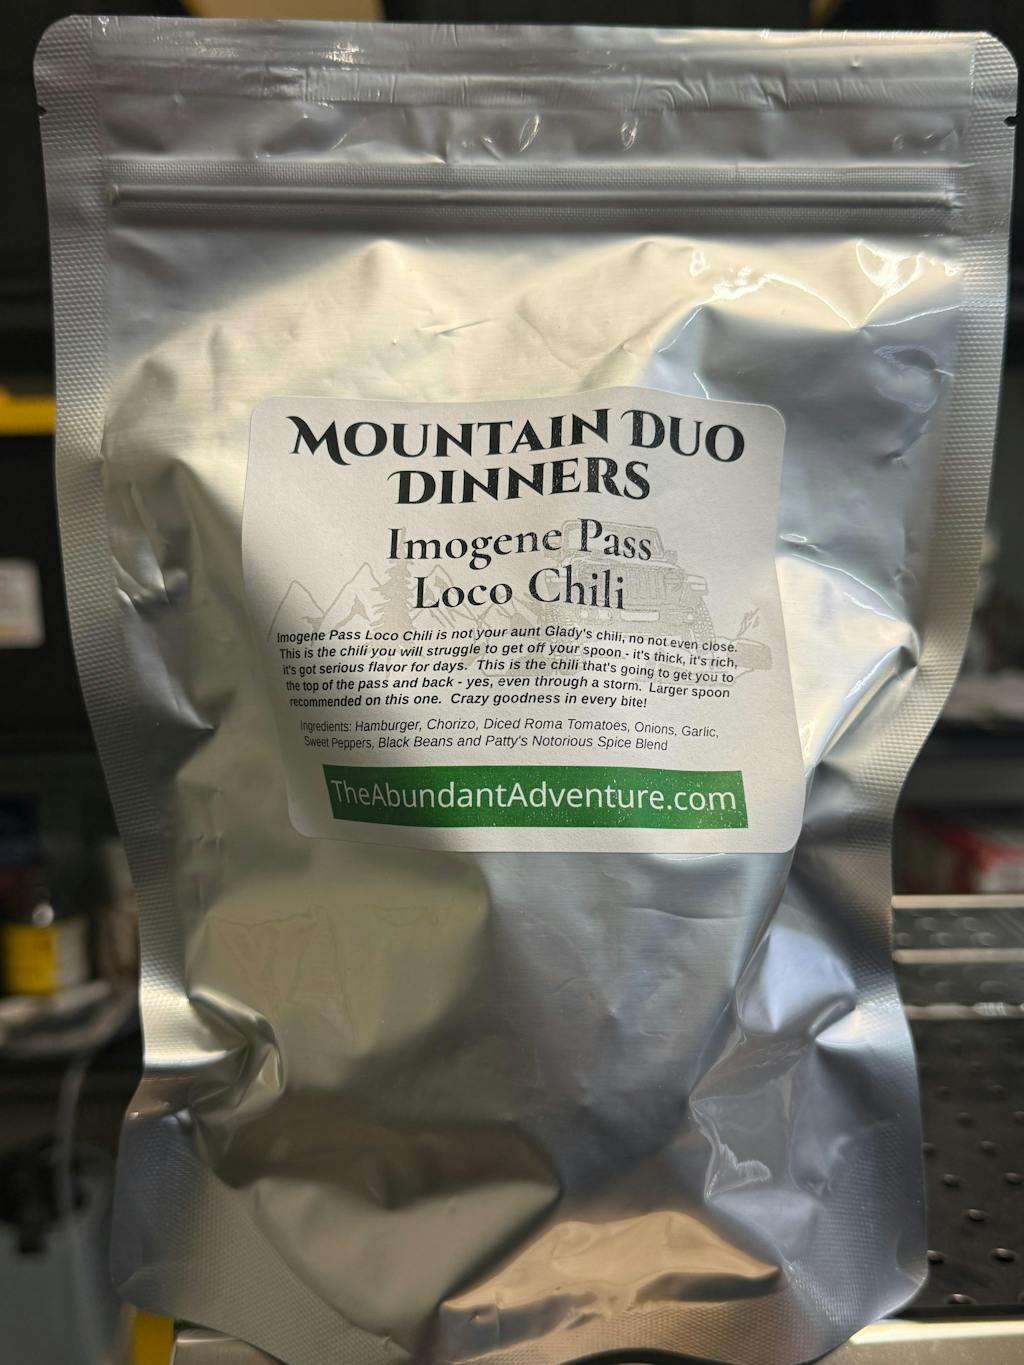 MOUNTAIN DUO
DINNERS
Imogene Pass
Loco Chili
Imogene Pass Loco Chili is not your aunt Glady's chili, no not even close.
This is the chili you will struggle to get off your spoon - it's thick, it's rich,
it's got serious flavor for days. This is the chili that's going to get you to
the top of the pass and back - yes, even through a storm. Larger spoon
recommended on this one. Crazy goodness in every bite!
Ingredients: Hamburger, Chorizo, Diced Roma Tomatoes, Onions, Garlic,
Sweet Peppers, Black Beans and Patty's Notorious Spice Blend
TheAbundantAdventure.com